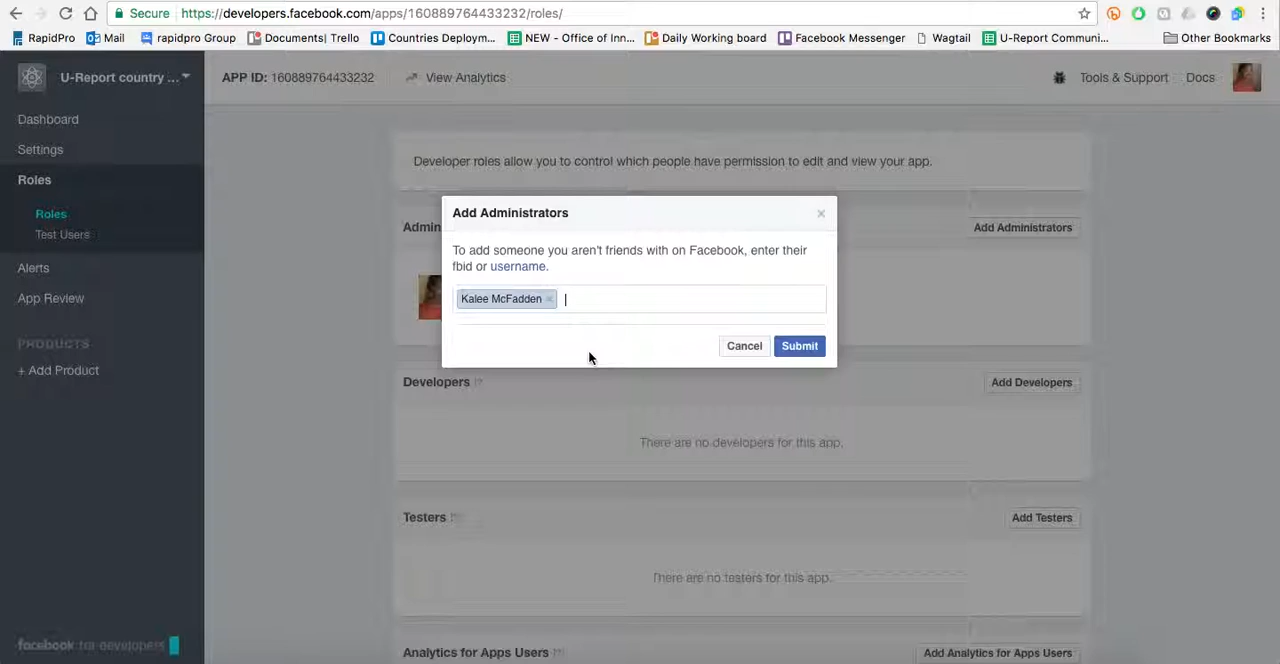 Secure https://developers.facebook.com/apps/160889764433232/roles/
RapidPro Mail rapidpro Group Documents| Trello Countries Deploym... NEW - Office of Inn... Daily Working board Facebook Messenger Wagtail U-Report Communi... Other Bookmarks
U-Report country ... APP ID: 160889764433232 View Analytics Tools & Support Docs
Dashboard
Settings
Roles
Roles
Test Users
Alerts
App Review
PRODUCTS
+ Add Product
facebook for developers
Developer roles allow you to control which people have permission to edit and view your app.
Admin
Add Administrators
Add Administrators
×
To add someone you aren't friends with on Facebook, enter their
fbid or username.
Kalee McFadden ×
Cancel Submit
Developers Add Developers
There are no developers for this app.
Testers Add Testers
There are no testers for this app.
Analytics for Apps Users Add Analytics for Apps Users